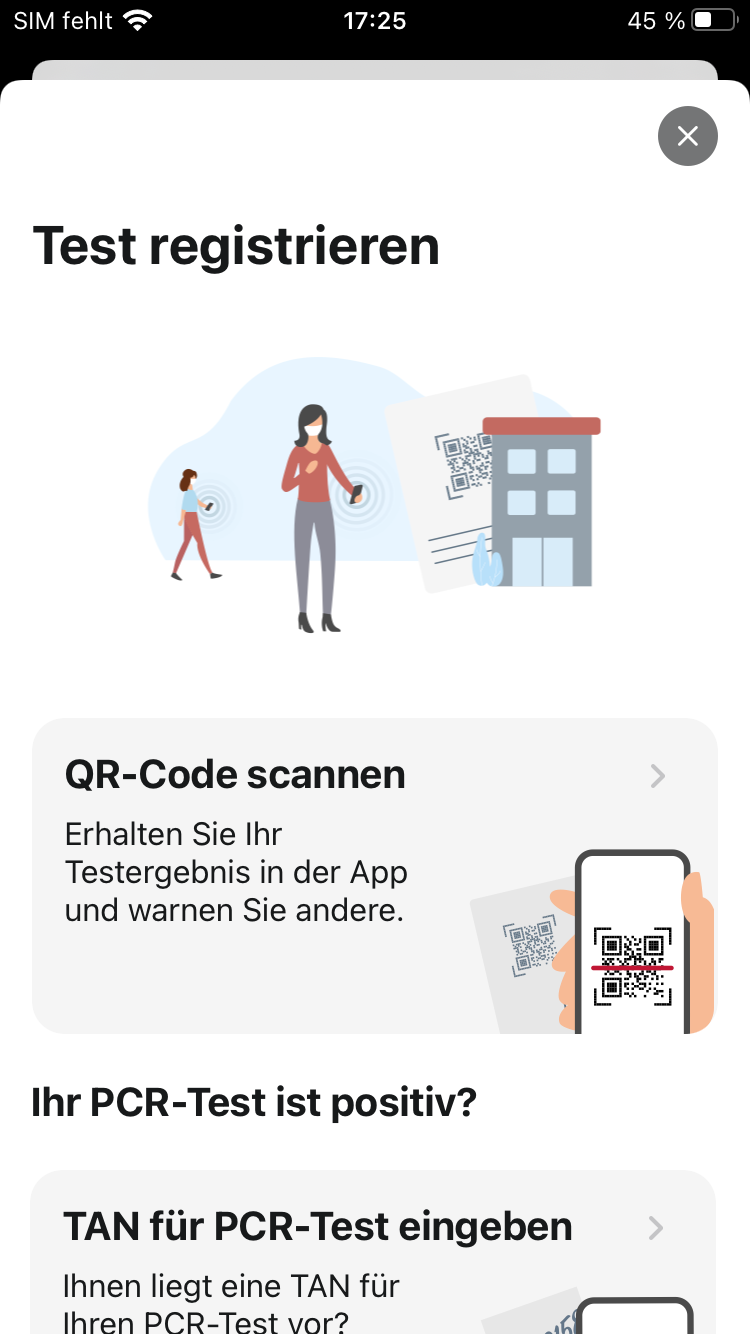 SIM fehlt 17:25 45 %
Test registrieren
QR-Code scannen
Erhalten Sie Ihr
Testergebnis in der App
und warnen Sie andere.
Ihr PCR-Test ist positiv?
TAN für PCR-Test eingeben
Ihnen liegt eine TAN für
Ihren PCR-Test vor?